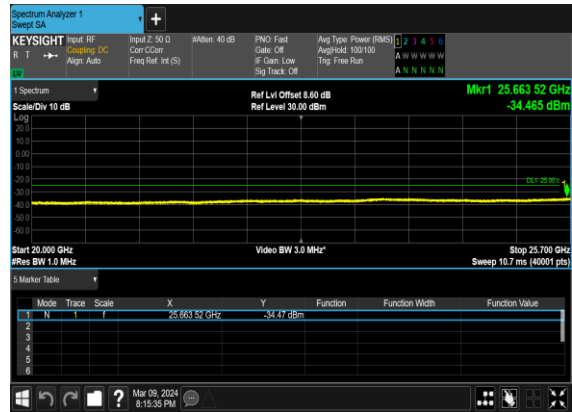 Spectrum Analyzer 1
Swept SA
+
KEYSIGHT Input: RF Input Z: 50 Ω #Atten: 40 dB PNO: Fast Avg Type: Power (RMS) 1 2 3 4 5 6
R T Coupling: DC Corr CCorr Gate: Off Avg|Hold: 100/100 A W W W W W
Align: Auto Freq Ref: Int (S) IF Gain: Low Trig: Free Run
Sig Track: Off A N N N N N
1 Spectrum Ref Lvl Offset 8.60 dB Mkr1 25.663 52 GHz
Scale/Div 10 dB Ref Level 30.00 dBm -34.465 dBm
Log
20.0
10.0
0.00
-10.0
-20.0
DL1 -25.00
-30.0
-40.0
-50.0
-60.0
Start 20.000 GHz Video BW 3.0 MHz* Stop 25.700 GHz
#Res BW 1.0 MHz Sweep 10.7 ms (40001 pts)
5 Marker Table
Mode Trace Scale X Y Function Function Width Function Value
1 N 1 f 25.663 52 GHz -34.47 dBm
2
3
4
5
6
? Mar 09, 2024
8:15:35 PM